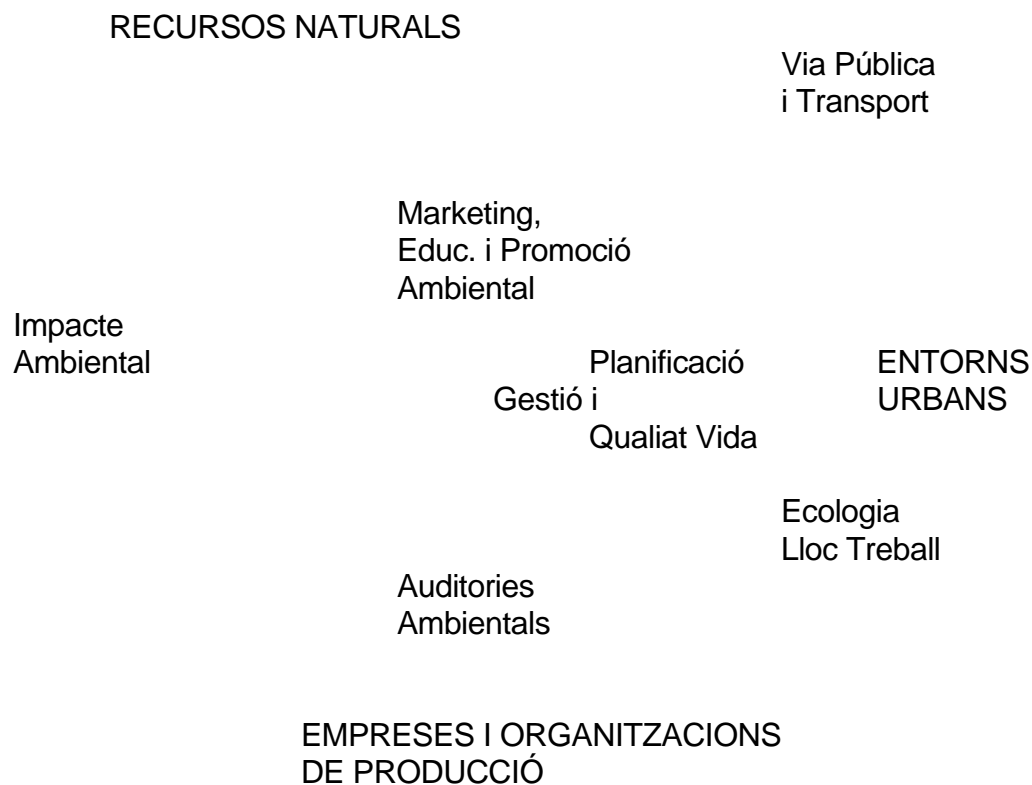 RECURSOS NATURALS
Via Pública
i Transport
Marketing,
Educ. i Promoció
Ambiental
Impacte
Ambiental
Planificació
Gestió i
Qualiat Vida
ENTORNS
URBANS
Ecologia
Lloc Treball
Auditories
Ambientals
EMPRESES I ORGANITZACIONS
DE PRODUCCIÓ